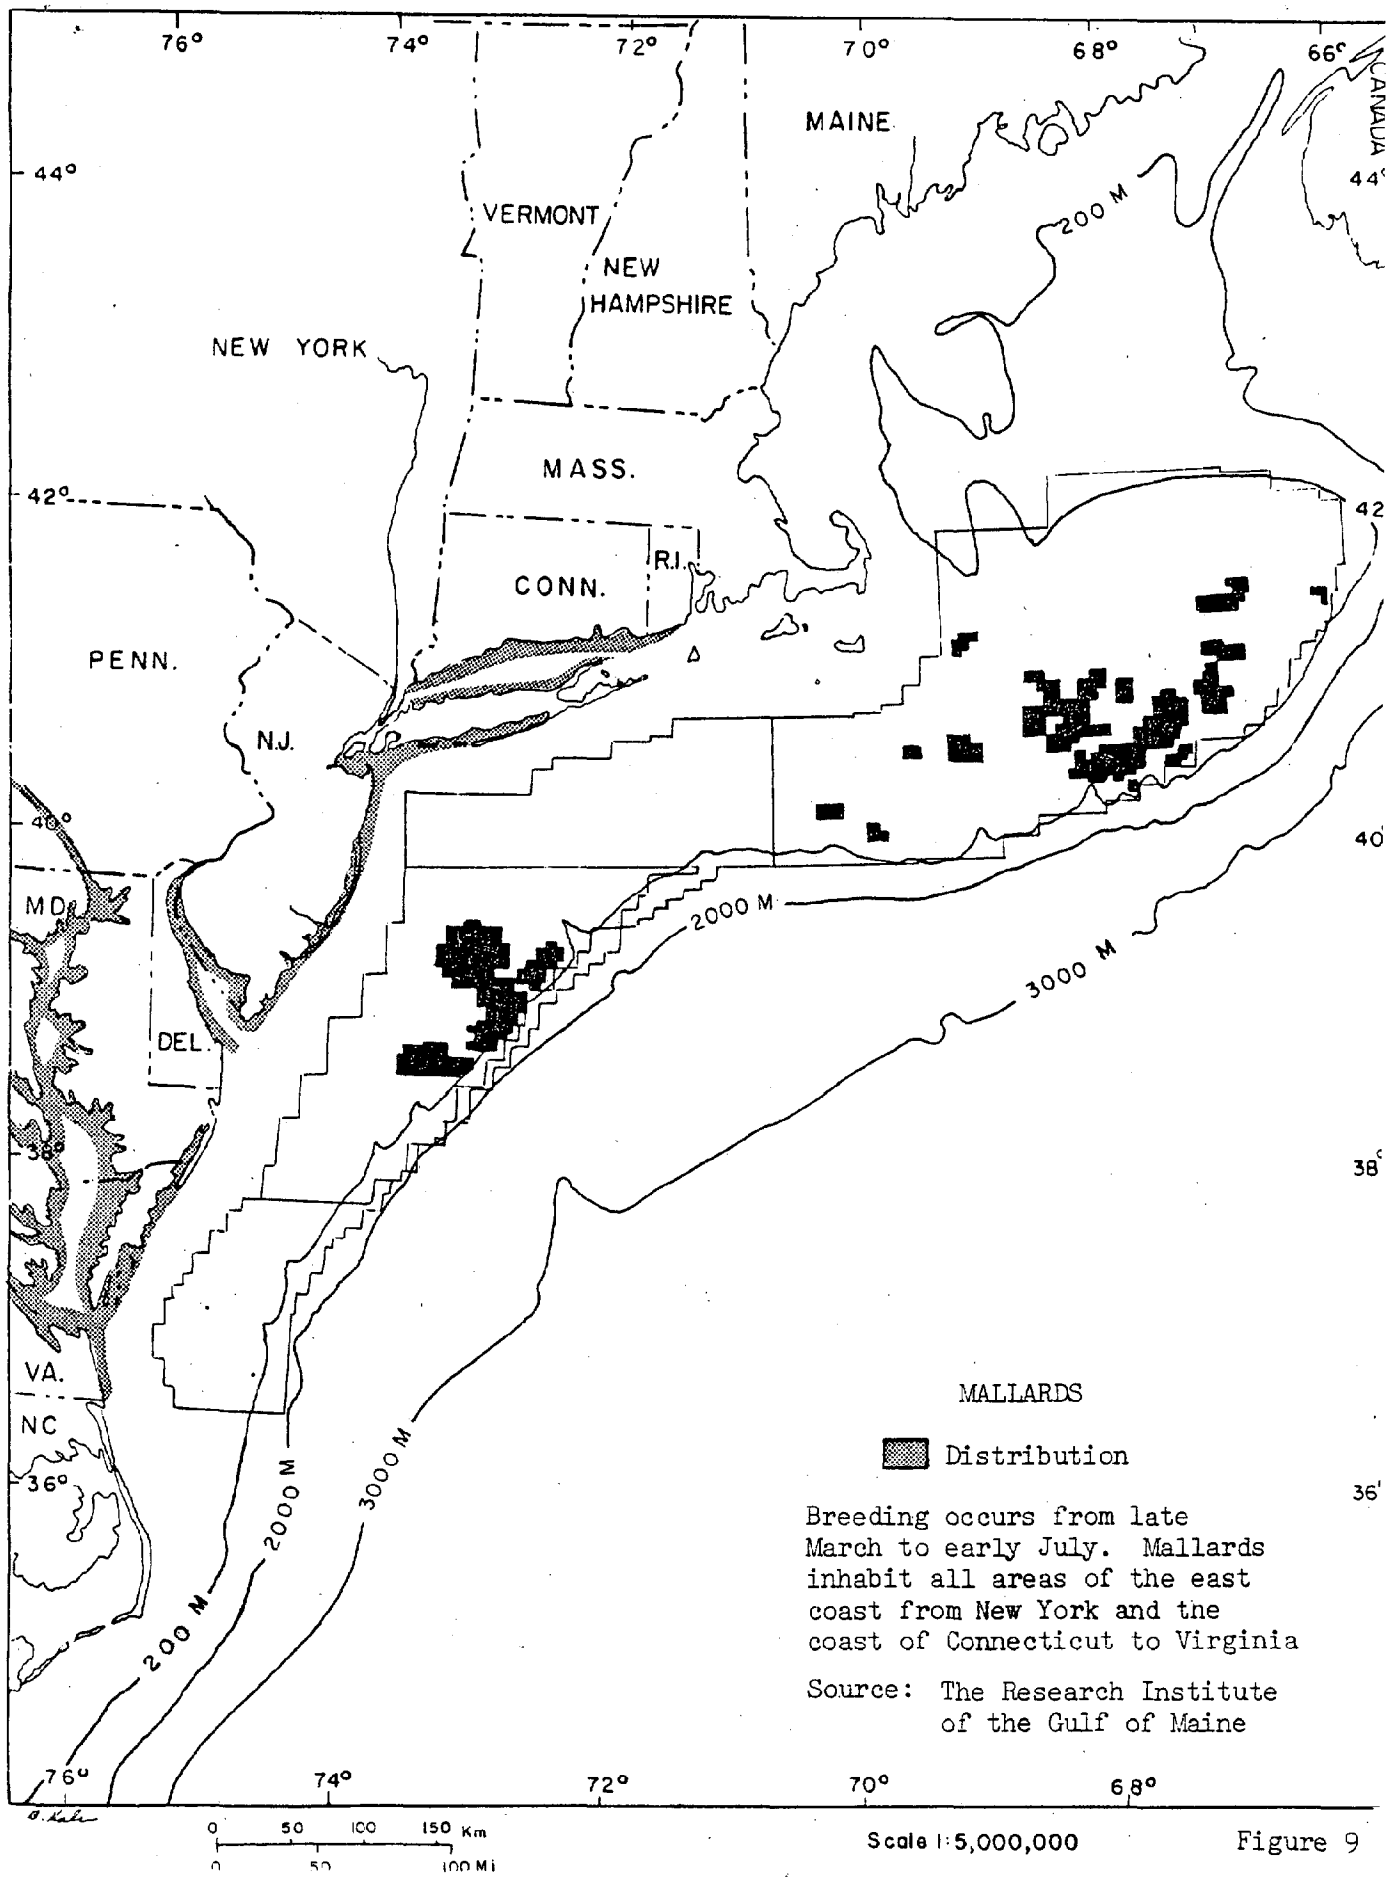 76° 74° 72° 70° 68° 66°
CANADA
MAINE
44° 44°
200 M
VERMONT
NEW
HAMPSHIRE
NEW YORK
MASS.
42° 42
R.I.
CONN.
PENN.
N.J.
40° 40
MD.
2000 M
3000 M
DEL.
38° 38
VA.
NC
MALLARDS
Distribution
36° 36
2000 M
3000 M
200 M
Breeding occurs from late
March to early July. Mallards
inhabit all areas of the east
coast from New York and the
coast of Connecticut to Virginia
Source: The Research Institute
of the Gulf of Maine
76° 74° 72° 70° 68°
0 50 100 150 Km
0 50 100 Mi
Scale 1:5,000,000
Figure 9